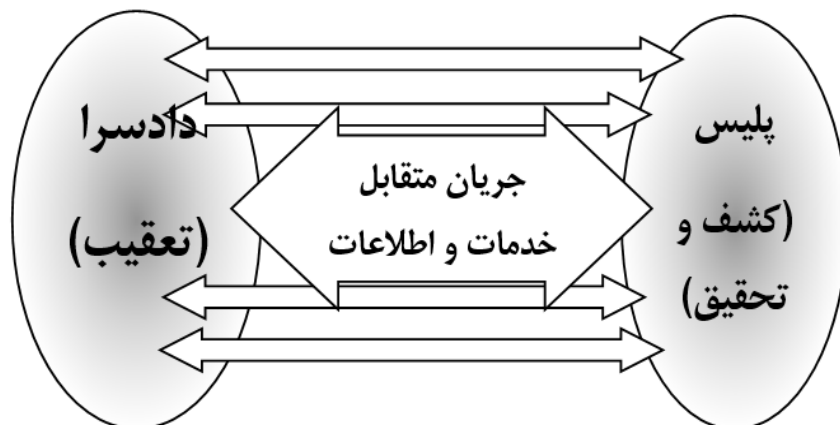 پلیس
(کشف و
تحقیق)
جریان متقابل
خدمات و اطلاعات
دادسرا
(تعقیب)